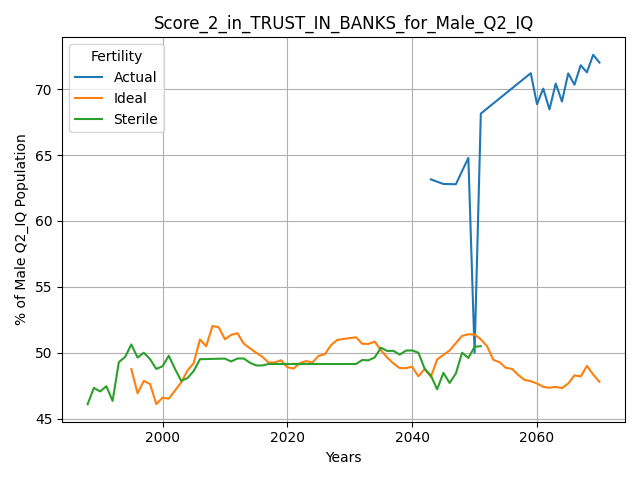 Score_2_in_TRUST_IN_BANKS_for_Male_Q2_IQ
Fertility
Actual
Ideal
Sterile
% of Male Q2_IQ Population
70
65
60
55
50
45
2000
2020
2040
2060
Years